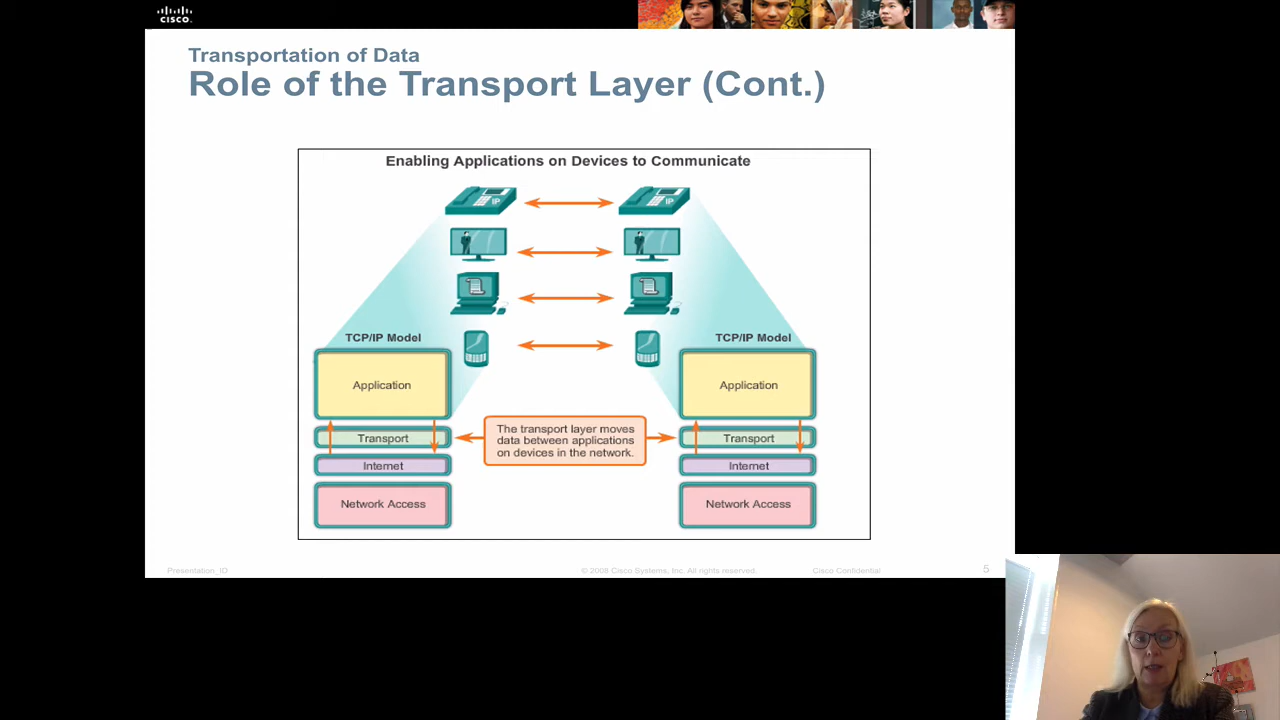 CISCO.
Transportation of Data
Role of the Transport Layer (Cont.)
Enabling Applications on Devices to Communicate
IP
IP
TCP/IP Model
TCP/IP Model
Application
Application
The transport layer moves
data between applications
on devices in the network.
Transport
Transport
Internet
Internet
Network Access
Network Access
Presentation_ID
© 2008 Cisco Systems, Inc. All rights reserved.
Cisco Confidential
5